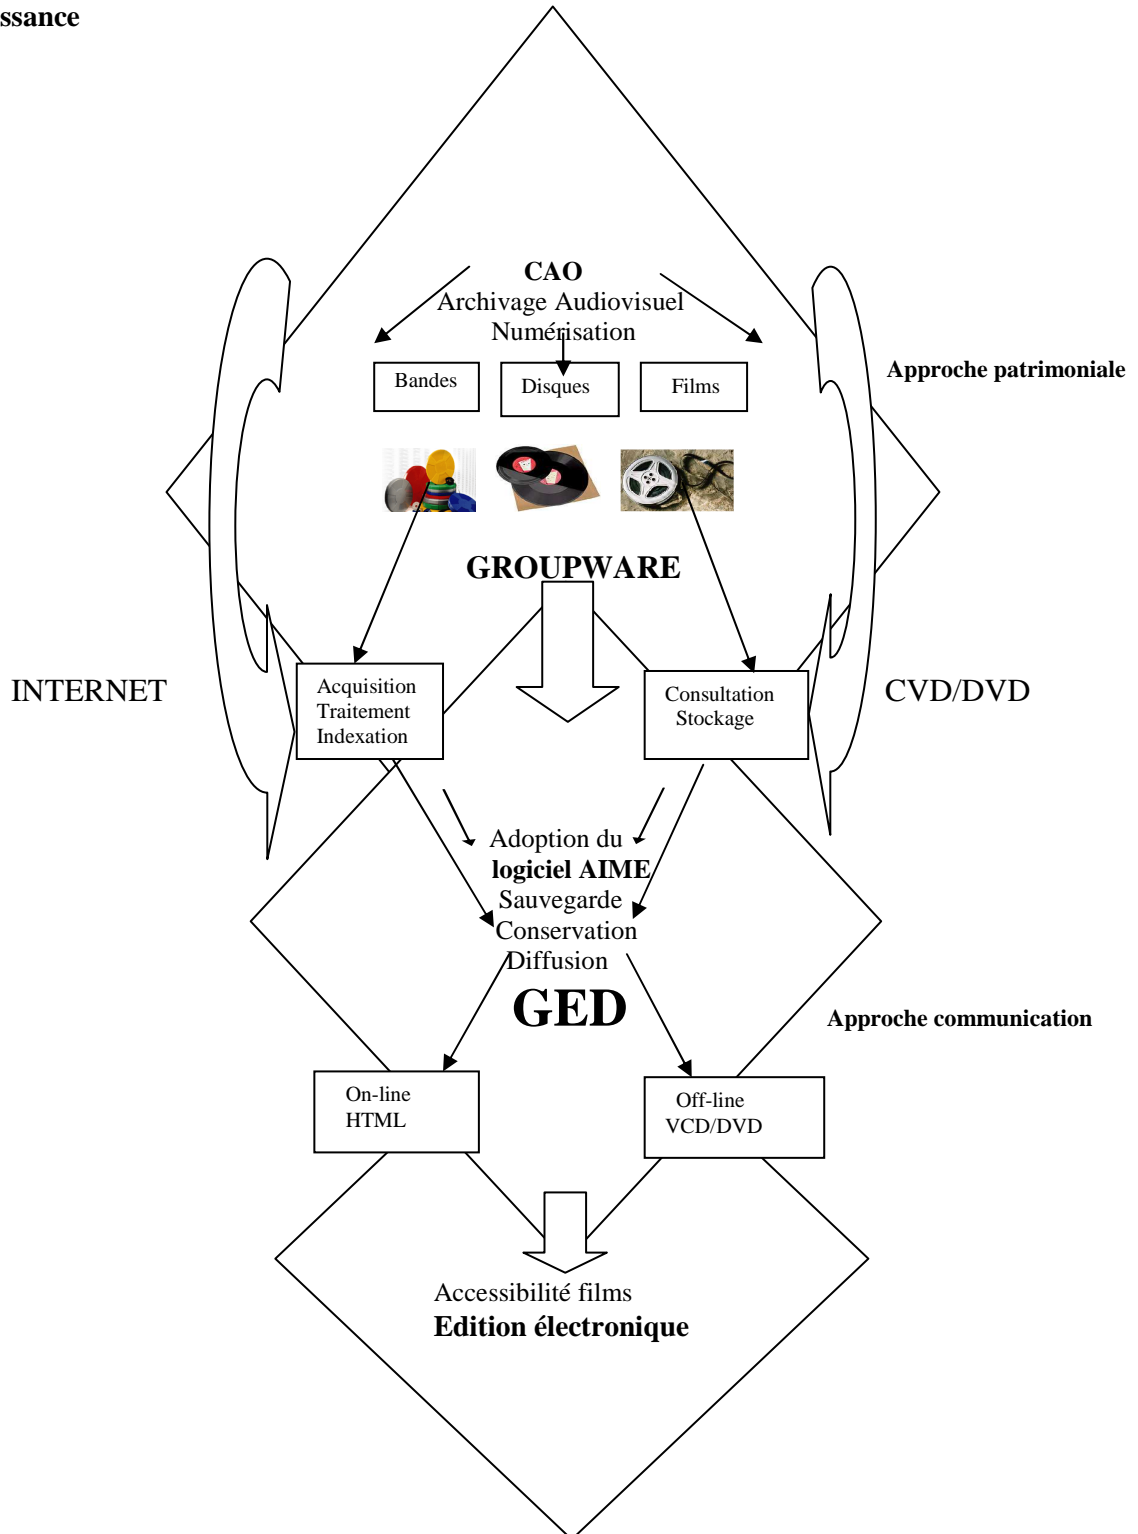 ssance
CAO
Archivage Audiovisuel
Numérisation
Approche patrimoniale
Bandes
Disques
Films
GROUPWARE
INTERNET
Acquisition
Traitement
Indexation
Consultation
Stockage
CVD/DVD
Adoption du
logiciel AIME
Sauvegarde
Conservation
Diffusion
GED
Approche communication
On-line
HTML
Off-line
VCD/DVD
Accessibilité films
Edition électronique